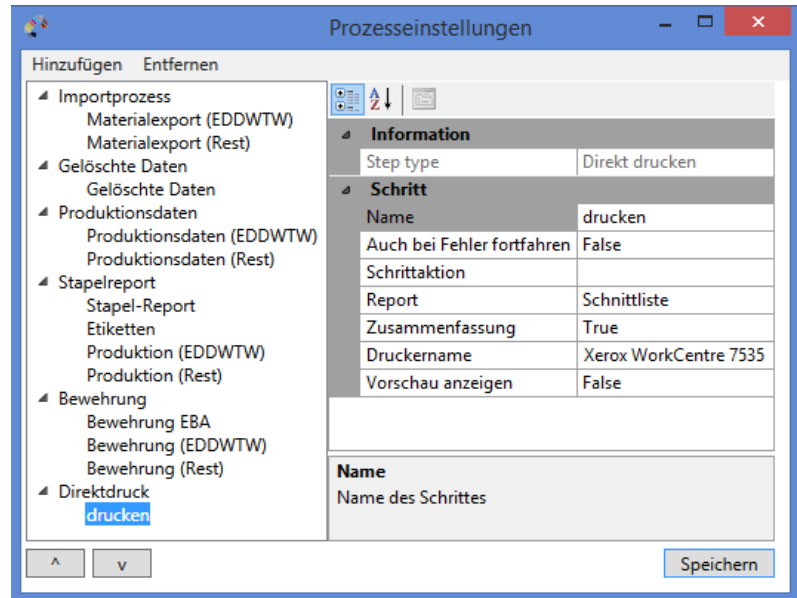 Prozesseinstellungen
Hinzufügen Entfernen
Importprozess
Materialexport (EDDWTW)
Materialexport (Rest)
Gelöschte Daten
Gelöschte Daten
Produktionsdaten
Produktionsdaten (EDDWTW)
Produktionsdaten (Rest)
Stapelreport
Stapel-Report
Etiketten
Produktion (EDDWTW)
Produktion (Rest)
Bewehrung
Bewehrung EBA
Bewehrung (EDDWTW)
Bewehrung (Rest)
Direktdruck
drucken
A
Z
Information
Step type Direkt drucken
Schritt
Name drucken
Auch bei Fehler fortfahren False
Schrittaktion
Report Schnittliste
Zusammenfassung True
Druckername Xerox WorkCentre 7535
Vorschau anzeigen False
Name
Name des Schrittes
^ v Speichern